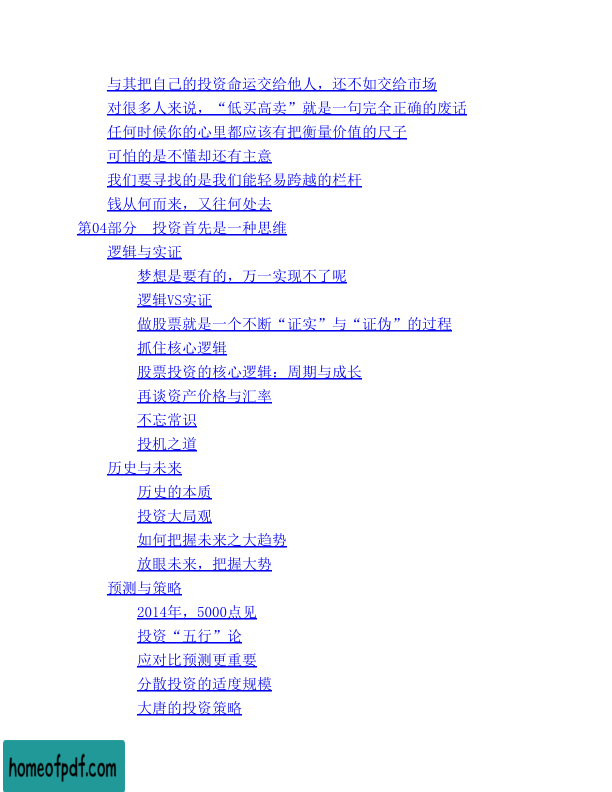 与其把自己的投资命运交给他人，还不如交给市场
对很多人来说，“低买高卖”就是一句完全正确的废话
任何时候你的心里都应该有把衡量价值的尺子
可怕的是不懂却还有主意
我们要寻找的是我们能轻易跨越的栏杆
钱从何而来，又往何处去
第04部分　投资首先是一种思维
逻辑与实证
梦想是要有的，万一实现不了呢
逻辑VS实证
做股票就是一个不断“证实”与“证伪”的过程
抓住核心逻辑
股票投资的核心逻辑：周期与成长
再谈资产价格与汇率
不忘常识
投机之道
历史与未来
历史的本质
投资大局观
如何把握未来之大趋势
放眼未来，把握大势
预测与策略
2014年，5000点见
投资“五行”论
应对比预测更重要
分散投资的适度规模
大唐的投资策略
homeofpdf.com